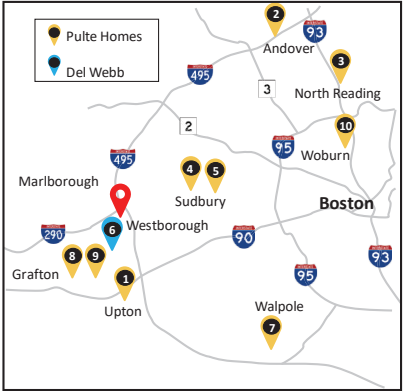 Pulte Homes
Del Webb
2
Andover
93
3
North Reading
495
3
2
10
Woburn
95
495
4
5
Sudbury
Marlborough
Boston
Westborough
6
290
90
93
8
9
Grafton
1
Upton
95
Walpole
7